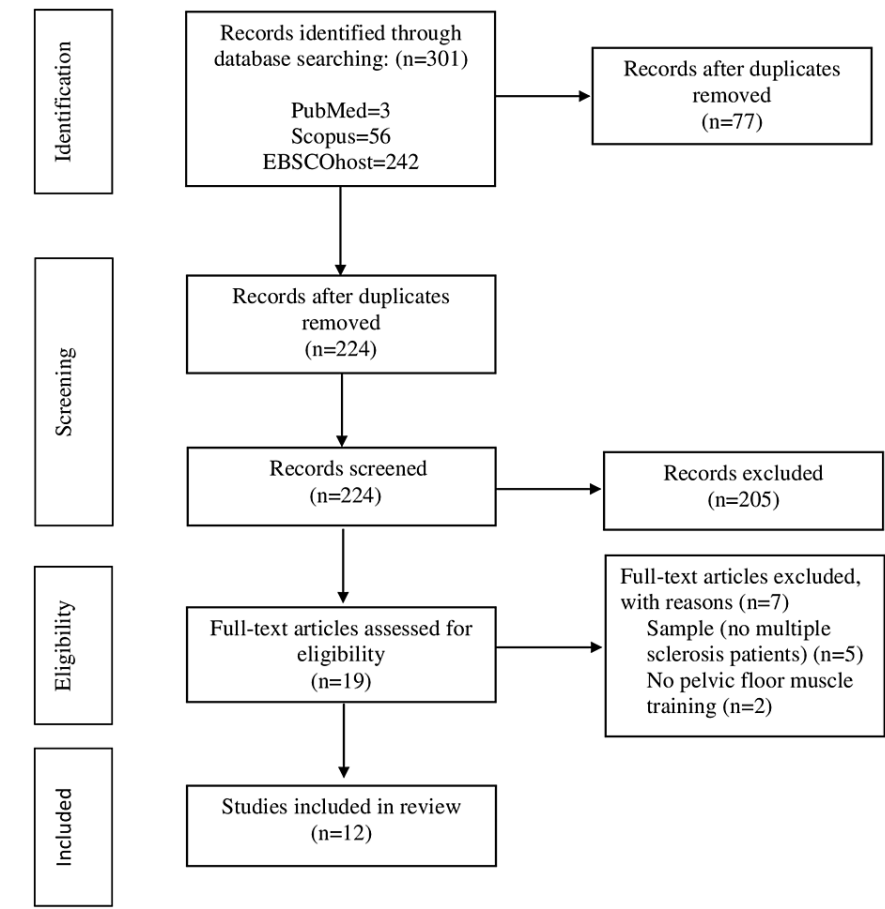 Identification
Records identified through
database searching: (n=301)
PubMed=3
Scopus=56
EBSCOhost=242
Records after duplicates
removed
(n=77)
Screening
Records after duplicates
removed
(n=224)
Records screened
(n=224)
Records excluded
(n=205)
Eligibility
Full-text articles assessed for
eligibility
(n=19)
Full-text articles excluded,
with reasons (n=7)
Sample (no multiple
sclerosis patients) (n=5)
No pelvic floor muscle
training (n=2)
Included
Studies included in review
(n=12)